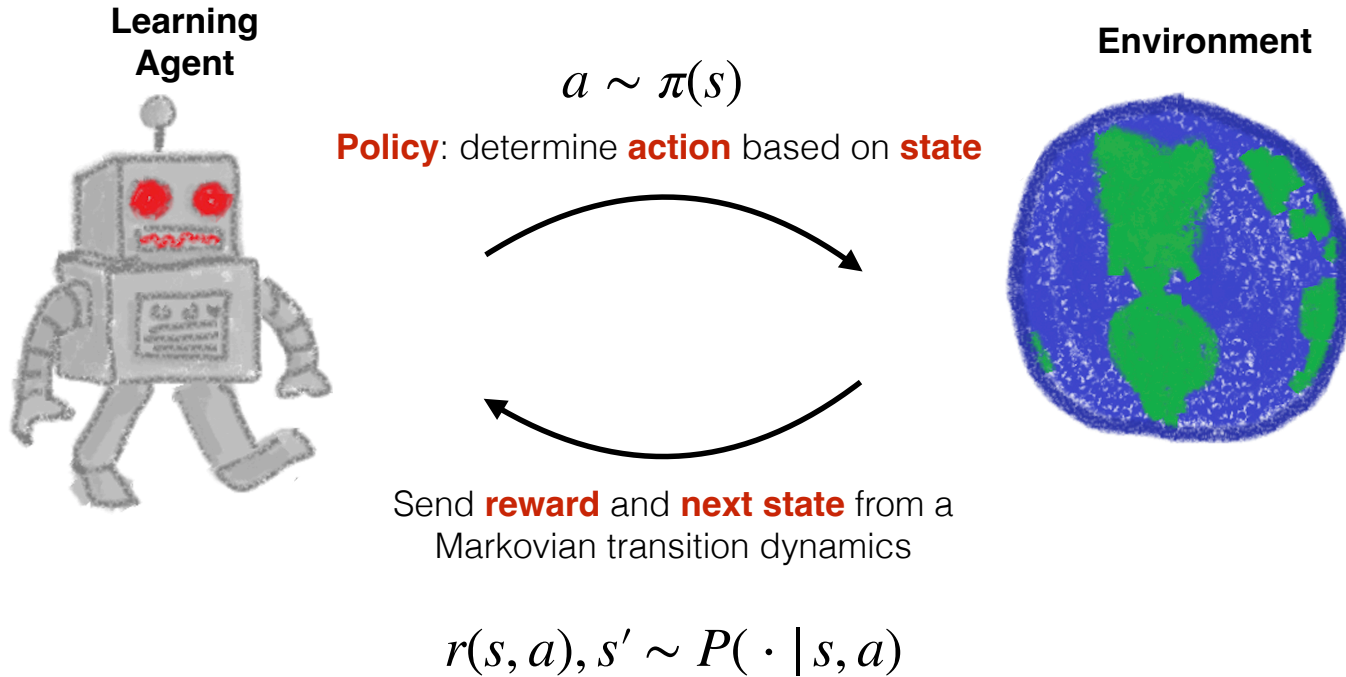 Learning
Agent
Environment
a ∼ π(s)
Policy: determine action based on state
Send reward and next state from a
Markovian transition dynamics
r(s, a), s′ ∼ P( · | s, a)